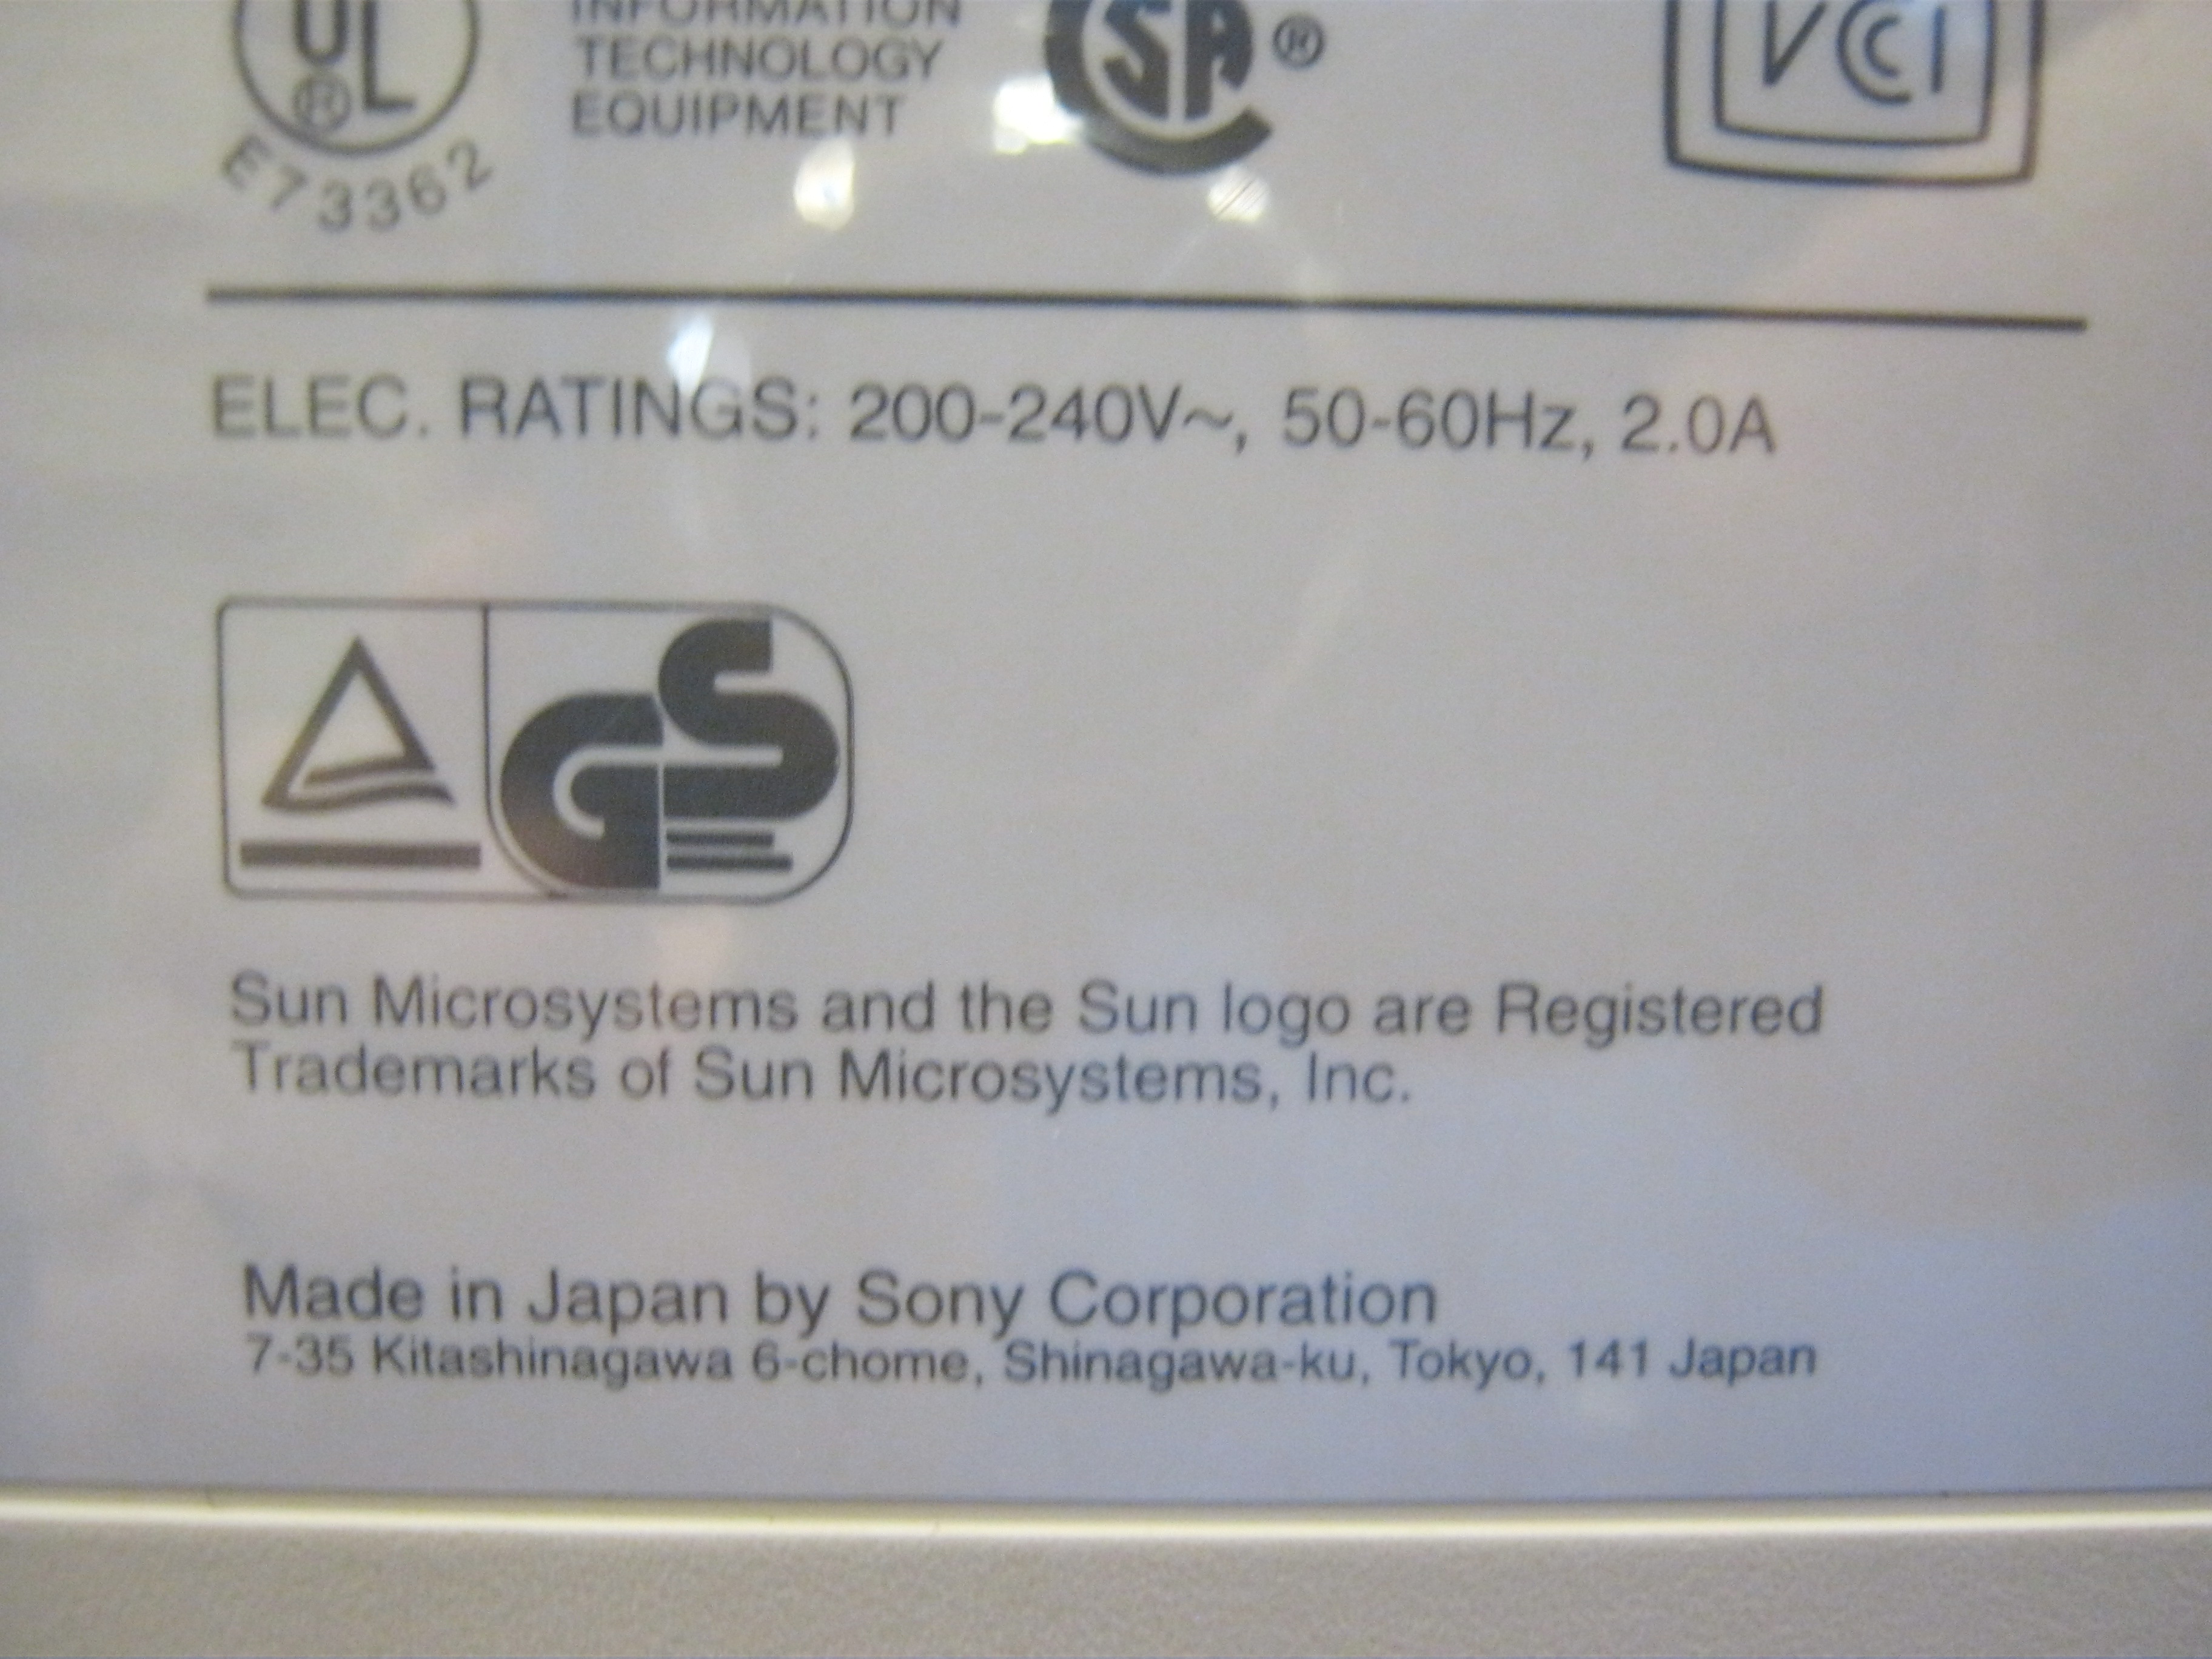 UL
®
E73362
INFORMATION
TECHNOLOGY
EQUIPMENT
SA ®
VCI
ELEC. RATINGS: 200-240V~, 50-60Hz, 2.0A
GS
Sun Microsystems and the Sun logo are Registered
Trademarks of Sun Microsystems, Inc.
Made in Japan by Sony Corporation
7-35 Kitashinagawa 6-chome, Shinagawa-ku, Tokyo, 141 Japan